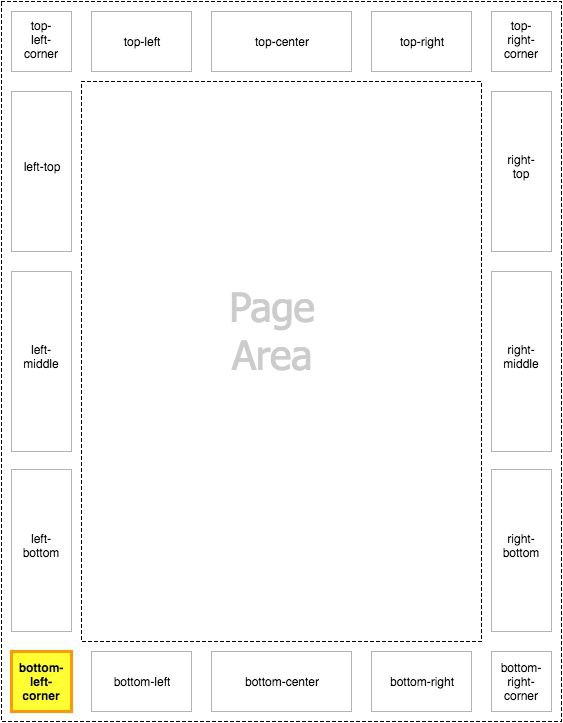 top-
left-
corner
top-left
top-center
top-right
top-
right-
corner
left-top
right-
top
left-
middle
Page
Area
right-
middle
left-
bottom
right-
bottom
bottom-
left-
corner
bottom-left
bottom-center
bottom-right
bottom-
right-
corner